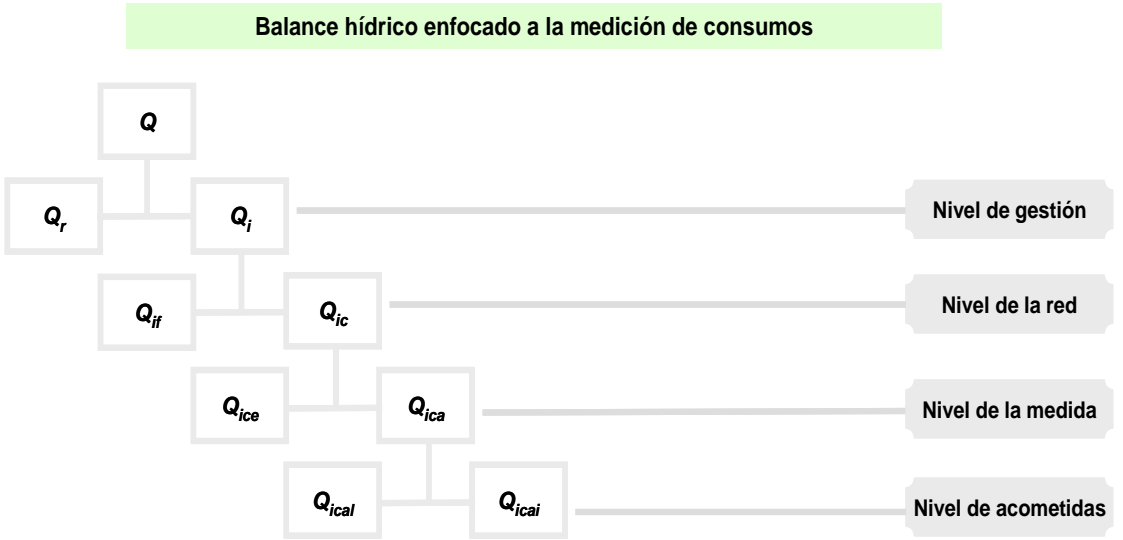 Balance hídrico enfocado a la medición de consumos
Q
Qr
Qi
Nivel de gestión
Qif
Qic
Nivel de la red
Qice
Qica
Nivel de la medida
Qical
Qicai
Nivel de acometidas